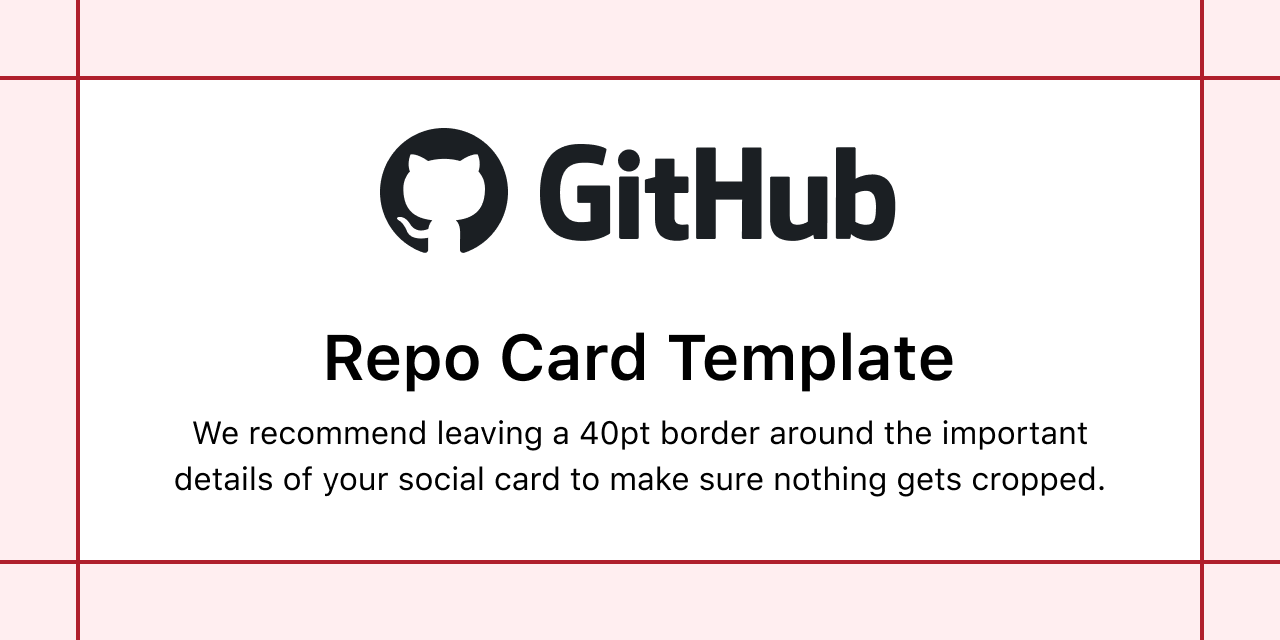 GitHub
Repo Card Template
We recommend leaving a 40pt border around the important
details of your social card to make sure nothing gets cropped.